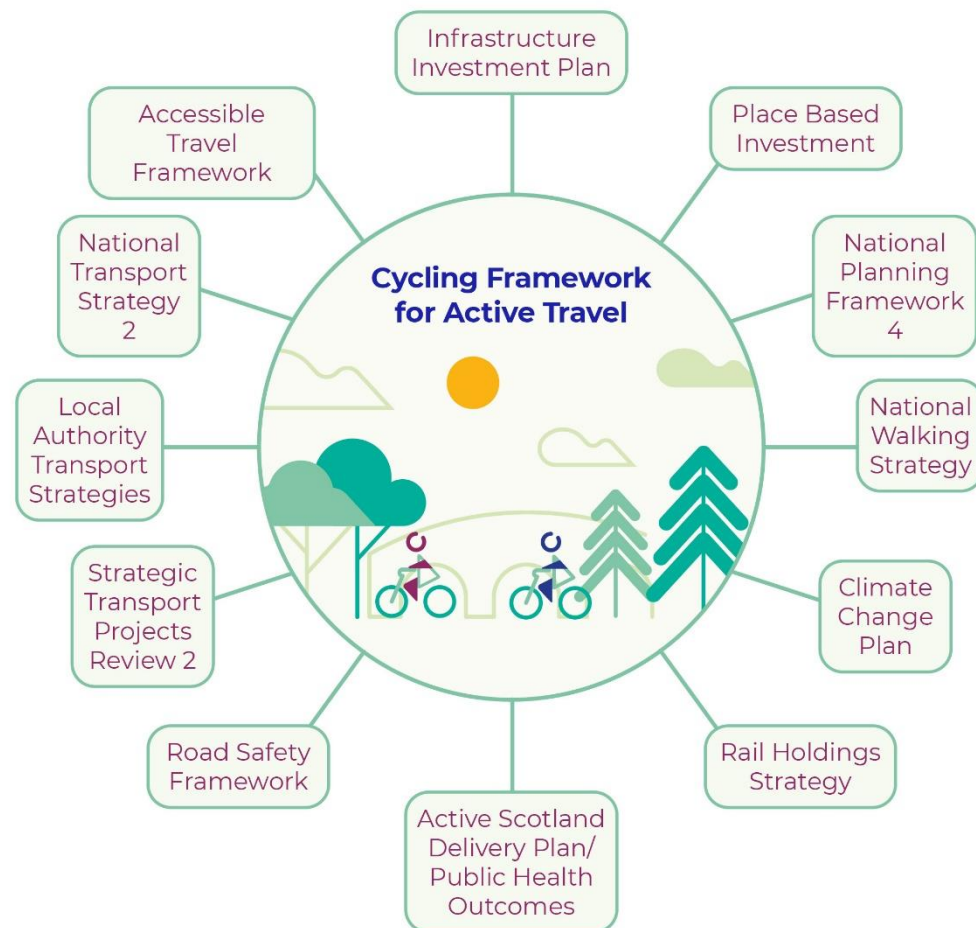 Infrastructure
Investment Plan
Accessible
Travel
Framework
Place Based
Investment
National
Transport
Strategy
2
Cycling Framework
for Active Travel
National
Planning
Framework
4
Local
Authority
Transport
Strategies
National
Walking
Strategy
Strategic
Transport
Projects
Review 2
Climate
Change
Plan
Road Safety
Framework
Rail Holdings
Strategy
Active Scotland
Delivery Plan/
Public Health
Outcomes